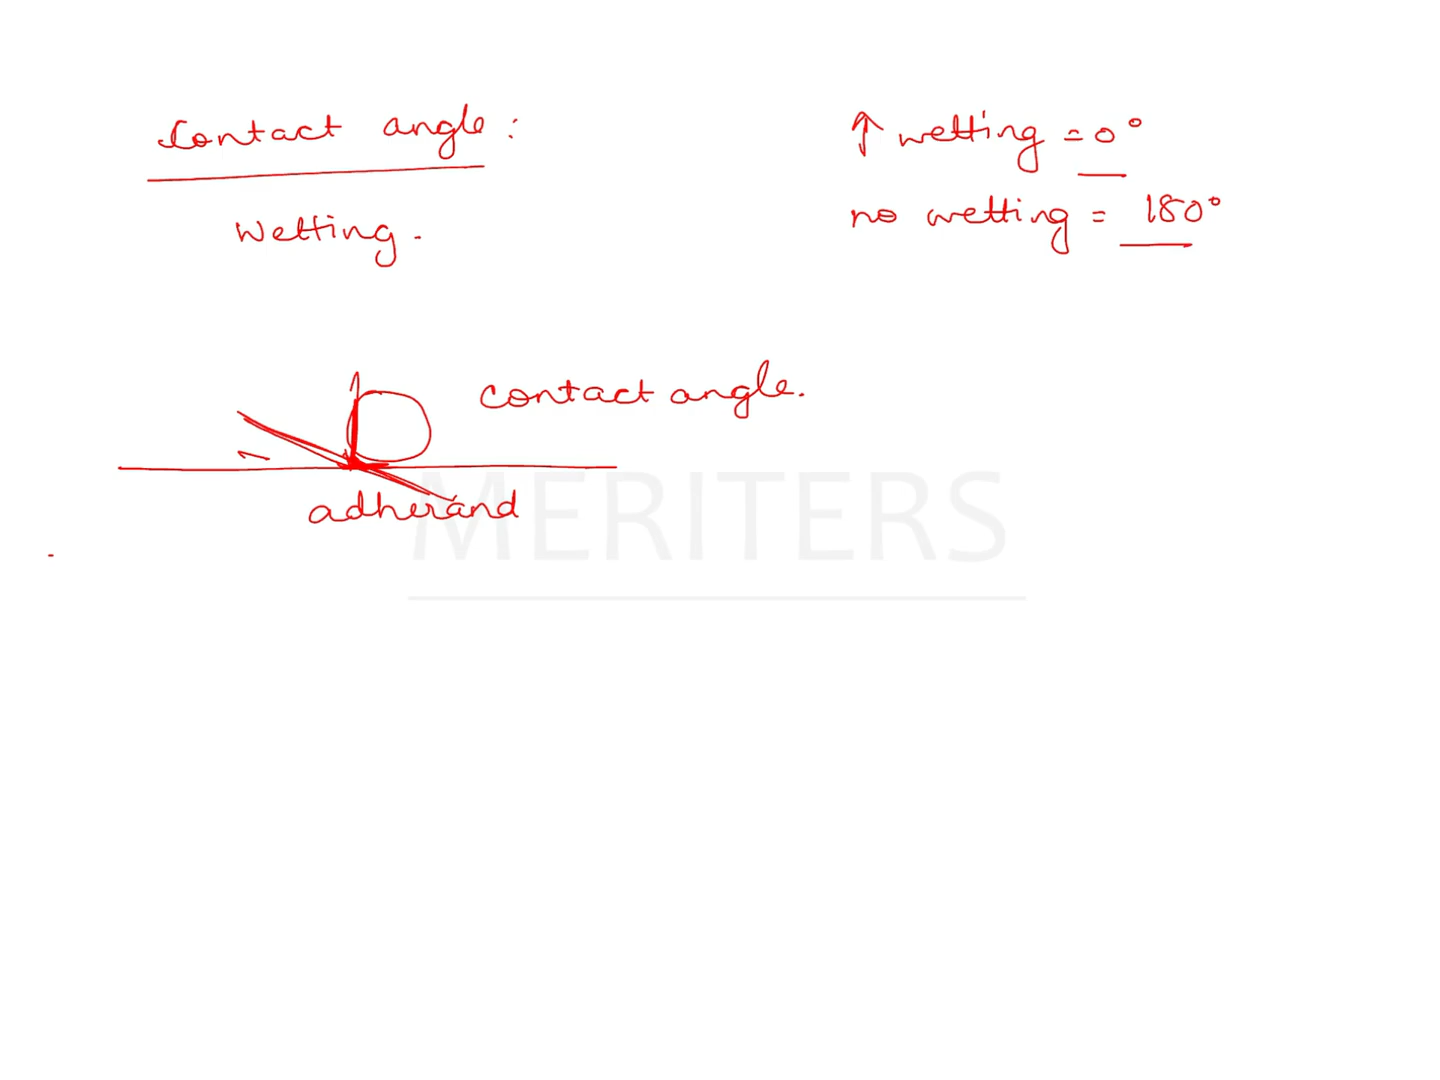 Contact angle:
Wetting.
↑ wetting = 0°
no wetting = 180°
contact angle.
adherand
MERITERS